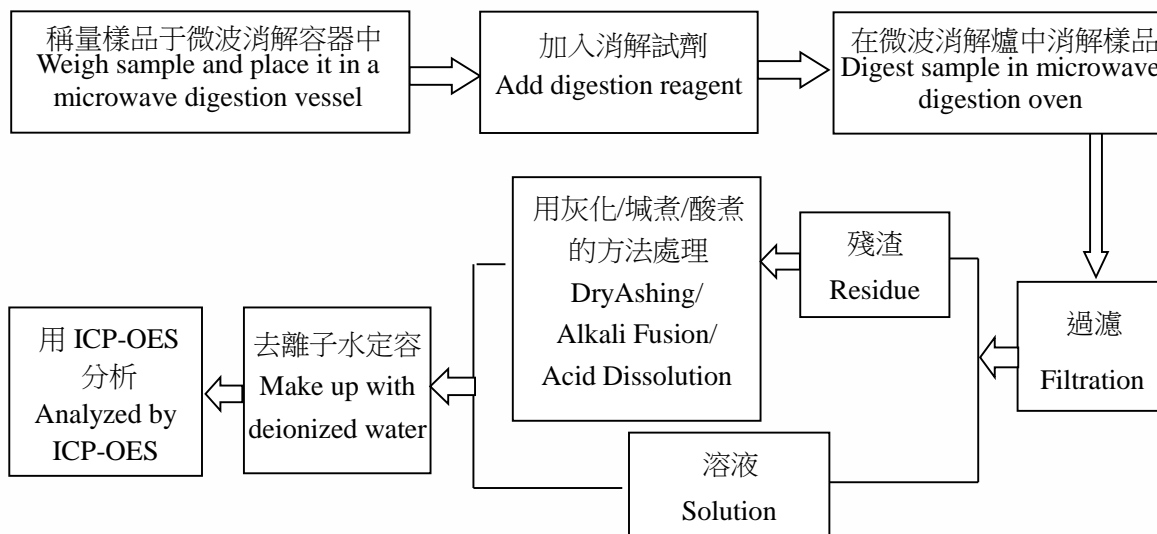 稱量樣品于微波消解容器中
Weigh sample and place it in a
microwave digestion vessel
加入消解試劑
Add digestion reagent
在微波消解爐中消解樣品
Digest sample in microwave
digestion oven
過濾
Filtration
殘渣
Residue
用灰化/堿煮/酸煮
的方法處理
DryAshing/
Alkali Fusion/
Acid Dissolution
溶液
Solution
去離子水定容
Make up with
deionized water
用 ICP-OES
分析
Analyzed by
ICP-OES